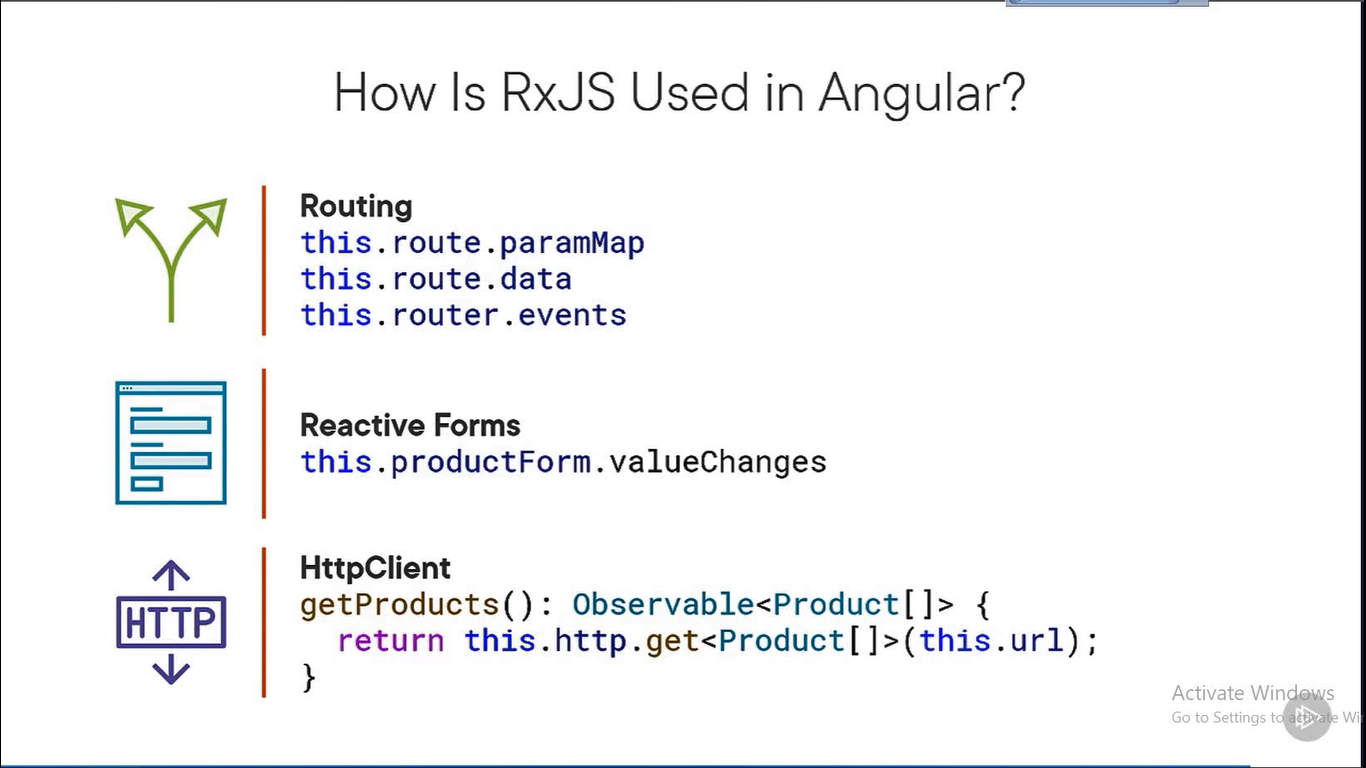 How Is RxJS Used in Angular?
Routing
this.route.paramMap
this.route.data
this.router.events
Reactive Forms
this.productForm.valueChanges
HTTP
HttpClient
getProducts(): Observable<Product[]> {
  return this.http.get<Product[]>(this.url);
}
Activate Windows
Go to Settings to activate Wi